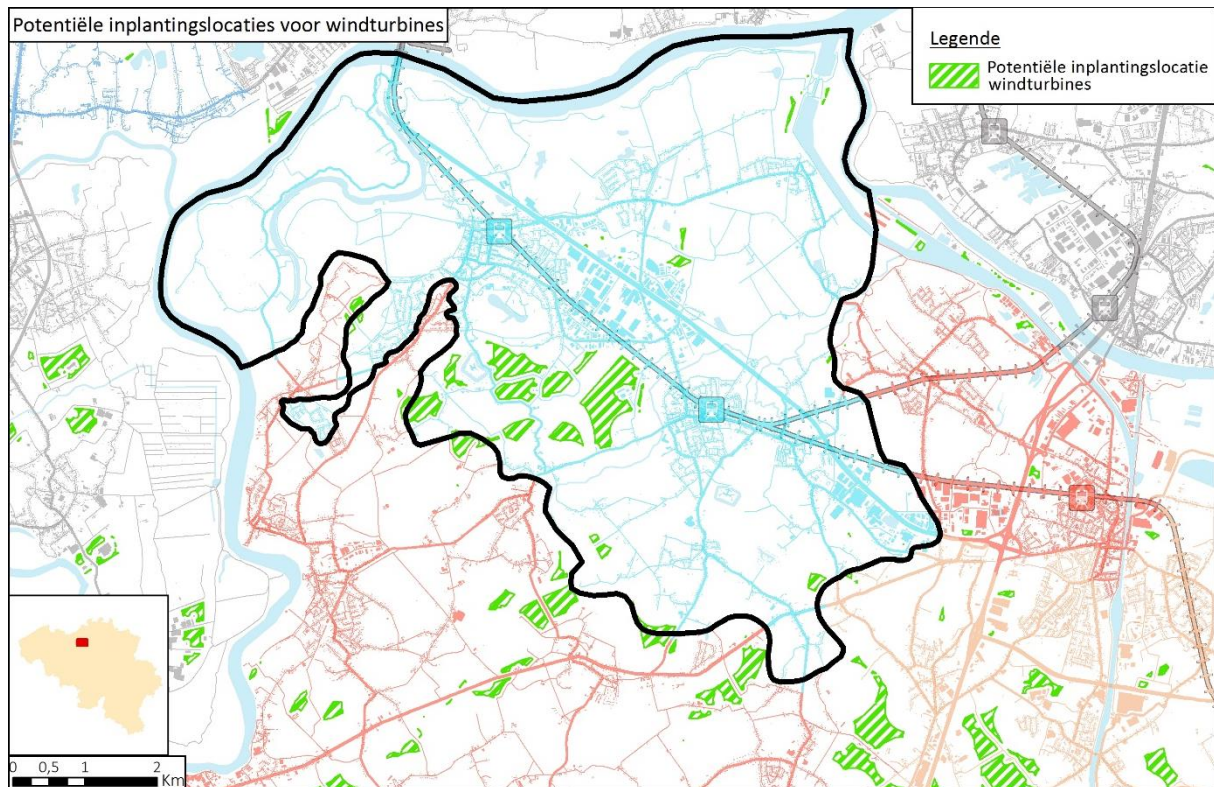 Potentiële inplantingslocaties voor windturbines
Legende
Potentiële inplantingslocatie
windturbines
0 0,5 1 2
Km